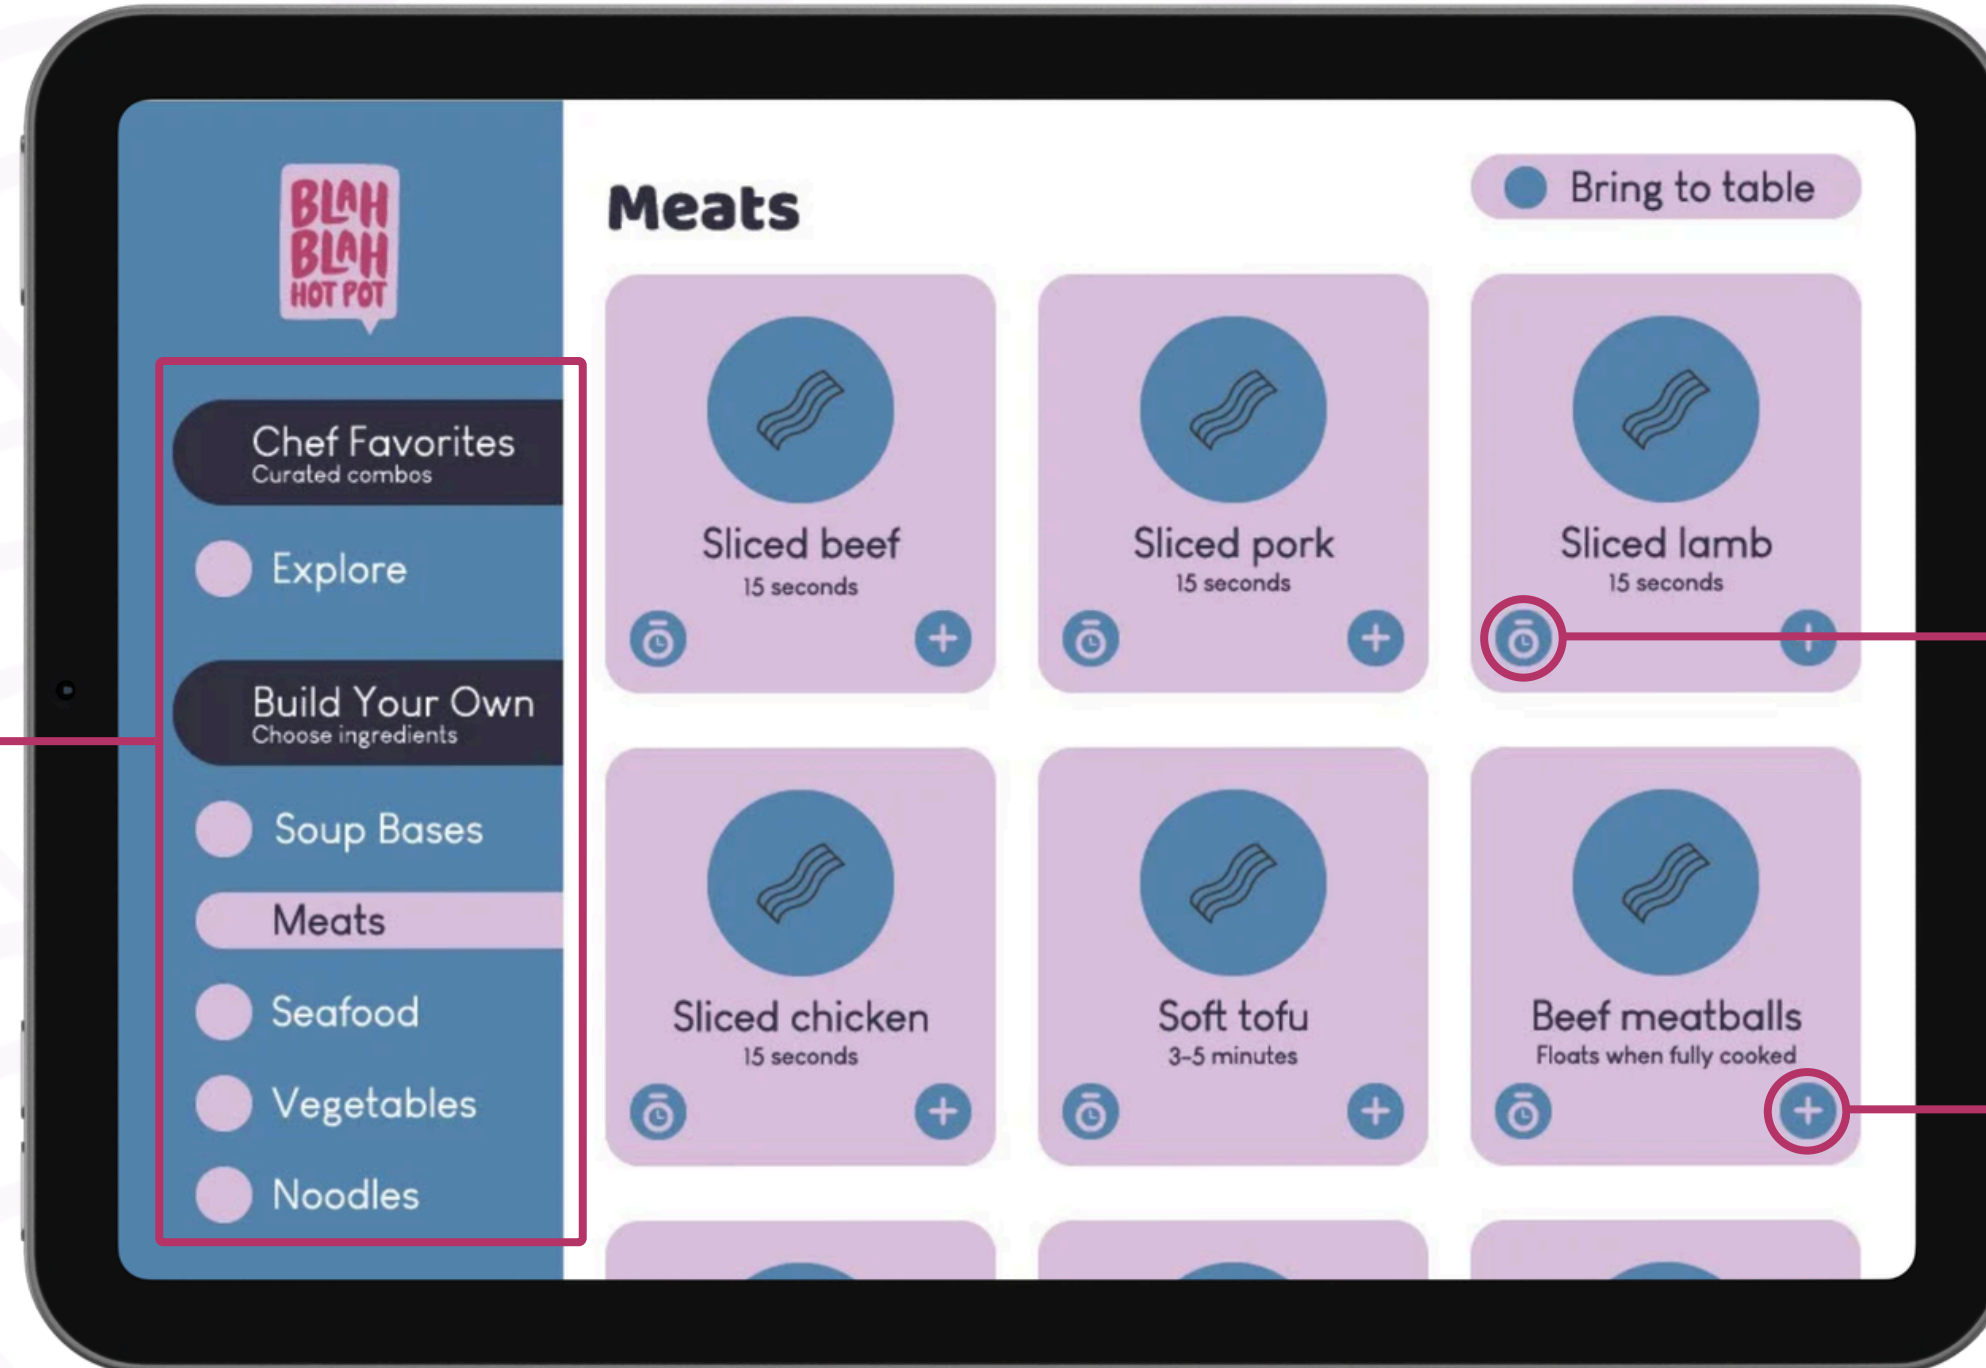 BLAH
BLAH
HOT POT
Chef Favorites
Curated combos
Explore
Build Your Own
Choose ingredients
Soup Bases
Meats
Seafood
Vegetables
Noodles
Meats
Bring to table
Sliced beef
15 seconds
Sliced pork
15 seconds
Sliced lamb
15 seconds
Sliced chicken
15 seconds
Soft tofu
3-5 minutes
Beef meatballs
Floats when fully cooked